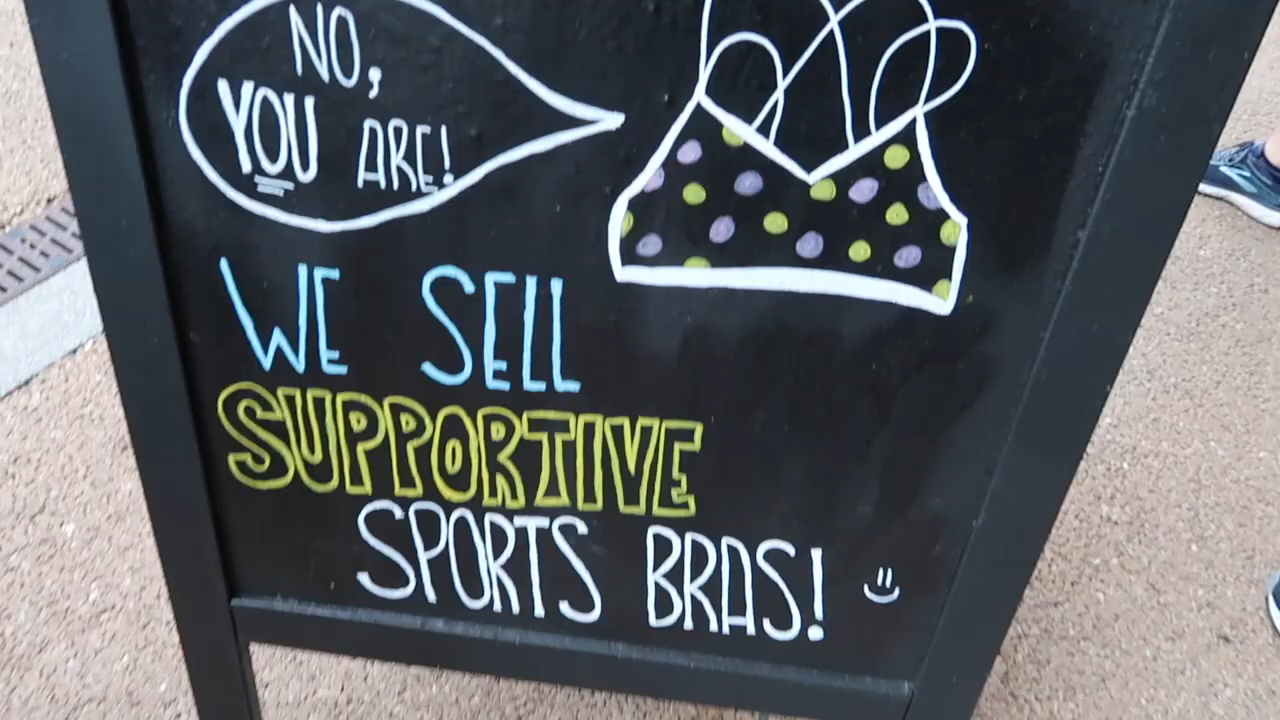 NO,
YOU ARE!
WE SELL
SUPPORTIVE
SPORTS BRAS!